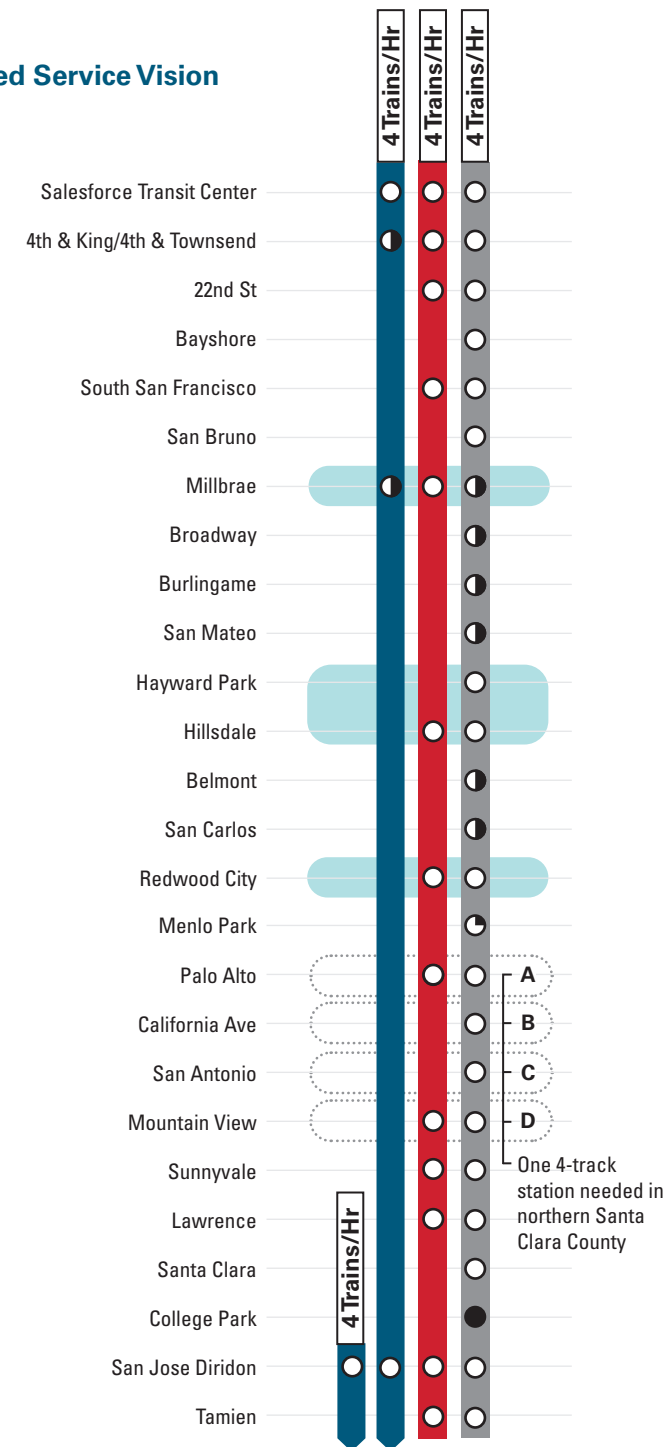 ed Service Vision
4 Trains/Hr
4 Trains/Hr
4 Trains/Hr
Salesforce Transit Center
4th & King/4th & Townsend
22nd St
Bayshore
South San Francisco
San Bruno
Millbrae
Broadway
Burlingame
San Mateo
Hayward Park
Hillsdale
Belmont
San Carlos
Redwood City
Menlo Park
Palo Alto
A
California Ave
B
San Antonio
C
Mountain View
D
Sunnyvale
One 4-track
station needed in
northern Santa
Clara County
Lawrence
Santa Clara
College Park
4 Trains/Hr
San Jose Diridon
Tamien